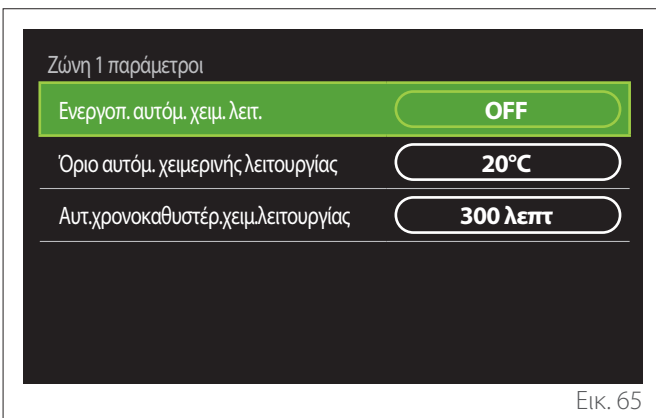 Ζώνη 1 παράμετροι
Ενεργοπ. αυτόμ. χειμ. λειτ. OFF
Όριο αυτόμ. χειμερινής λειτουργίας 20°C
Αυτ.χρονοκαθυστέρ.χειμ.λειτουργίας 300 λεπτ
Εικ. 65